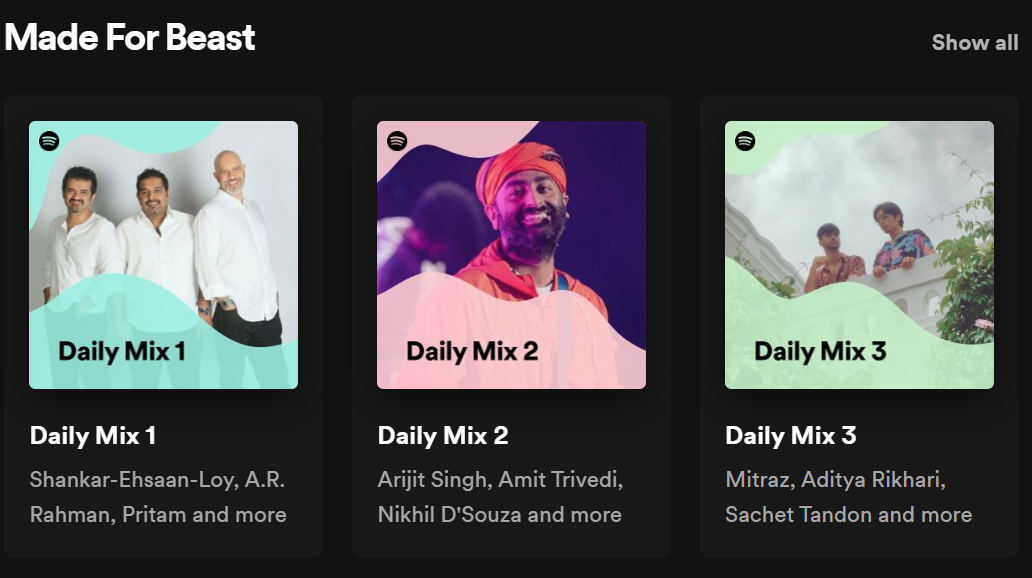 Made For Beast
Show all
Daily Mix 1
Daily Mix 2
Daily Mix 3
Daily Mix 1
Shankar-Ehsaan-Loy, A.R.
Rahman, Pritam and more
Daily Mix 2
Arijit Singh, Amit Trivedi,
Nikhil D'Souza and more
Daily Mix 3
Mitraz, Aditya Rikhari,
Sachet Tandon and more